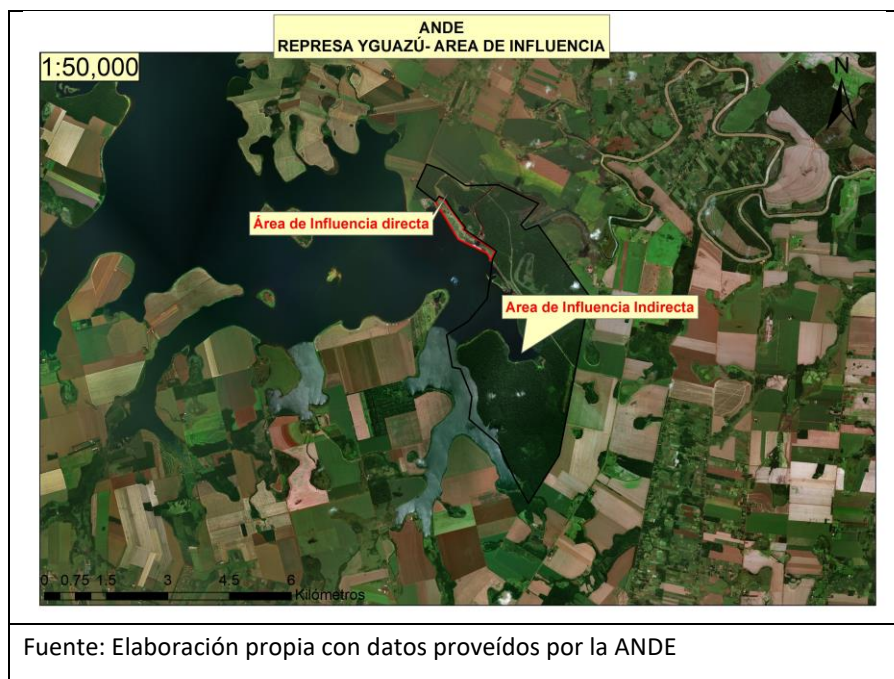 ANDE
REPRESA YGUAZÚ- AREA DE INFLUENCIA
1:50,000
N
Área de Influencia directa
Area de Influencia Indirecta
0 0.75 1.5 3 4.5 6
Kilómetros
Fuente: Elaboración propia con datos proveídos por la ANDE